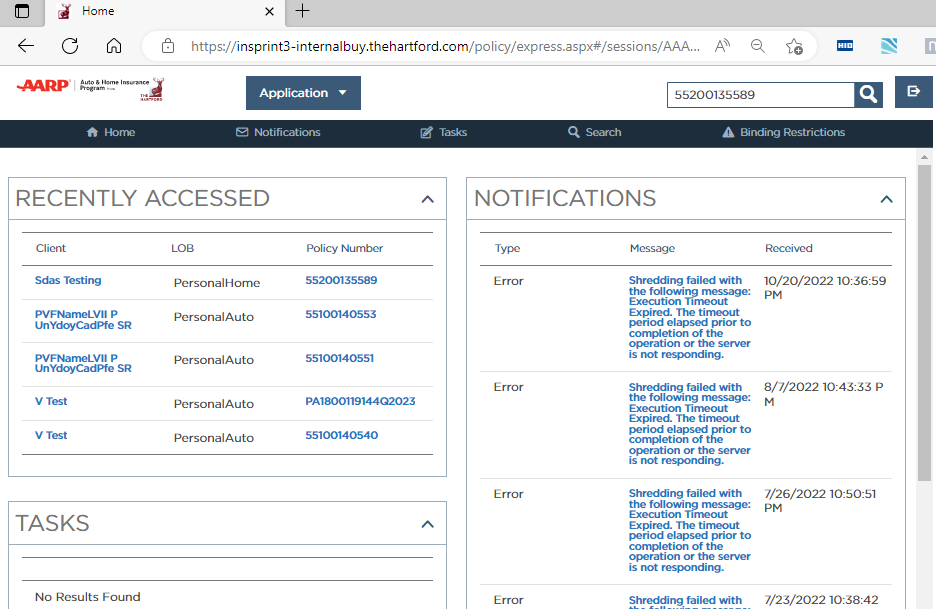 Home
https://insprint3-internalbuy.thehartford.com/policy/express.aspx#/sessions/AAA...
HID
AARP Auto & Home Insurance
Program from
THE
HARTFORD
Application
55200135589
Home Notifications Tasks Search Binding Restrictions
RECENTLY ACCESSED
Client LOB Policy Number
Sdas Testing PersonalHome 55200135589
PVFNameLVII P
UnYdoyCadPfe SR PersonalAuto 55100140553
PVFNameLVII P
UnYdoyCadPfe SR PersonalAuto 55100140551
V Test PersonalAuto PA1800119144Q2023
V Test PersonalAuto 55100140540
TASKS
No Results Found
NOTIFICATIONS
Type Message Received
Error Shredding failed with 10/20/2022 10:36:59
the following message: PM
Execution Timeout
Expired. The timeout
period elapsed prior to
completion of the
operation or the server
is not responding.
Error Shredding failed with 8/7/2022 10:43:33 P
the following message: M
Execution Timeout
Expired. The timeout
period elapsed prior to
completion of the
operation or the server
is not responding.
Error Shredding failed with 7/26/2022 10:50:51
the following message: PM
Execution Timeout
Expired. The timeout
period elapsed prior to
completion of the
operation or the server
is not responding.
Error Shredding failed with 7/23/2022 10:38:42